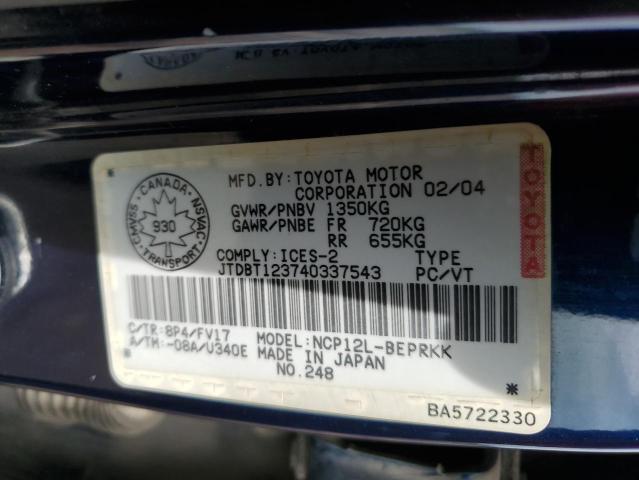 MFD.BY:TOYOTA MOTOR
CORPORATION 02/04
GVWR/PNBV 1350KG
GAWR/PNBE FR 720KG
RR 655KG
COMPLY:ICES-2 TYPE
JTDBT123740337543 PC/VT
CANADA
CMVSS NSVAC
930
TRANSPORT
TOYOTA
C/TR:8P4/FV17 MODEL:NCP12L-BEPRKK
A/TM:-08A/U340E MADE IN JAPAN
NO.248
*
BA5722330